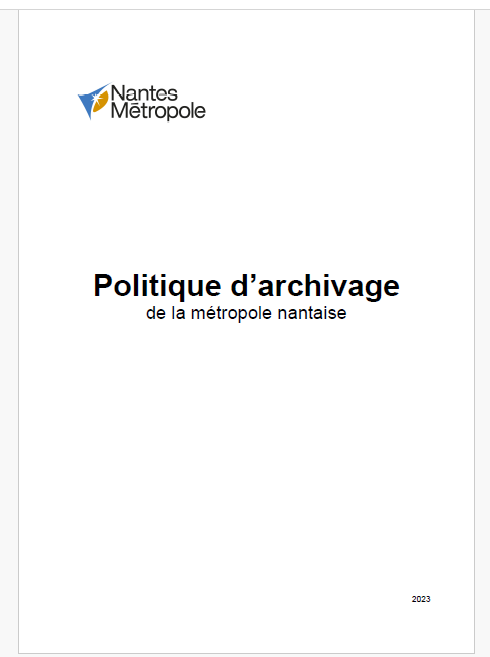 Nantes
Métropole
Politique d’archivage
de la métropole nantaise
2023